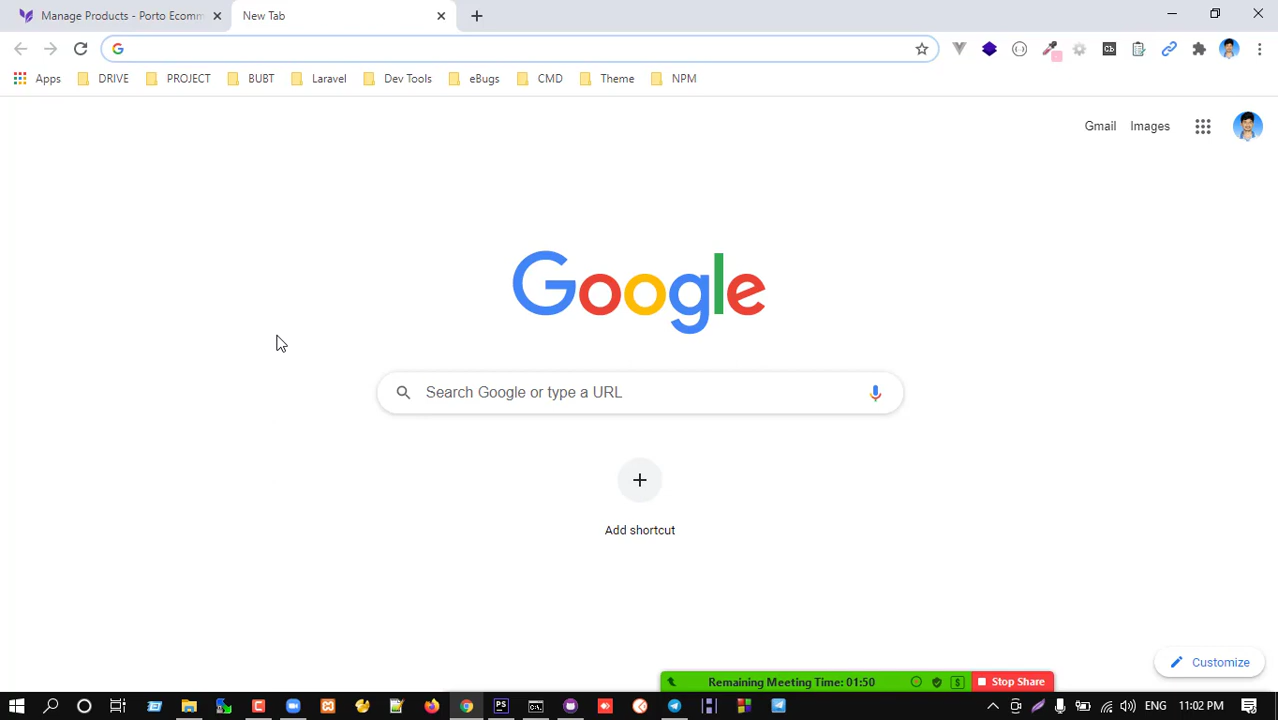 Manage Products - Porto Ecomm
New Tab
Apps DRIVE PROJECT BUBT Laravel Dev Tools eBugs CMD Theme NPM
Gmail Images
Google
Search Google or type a URL
Add shortcut
Customize
Remaining Meeting Time: 01:50 Stop Share
ENG 11:02 PM